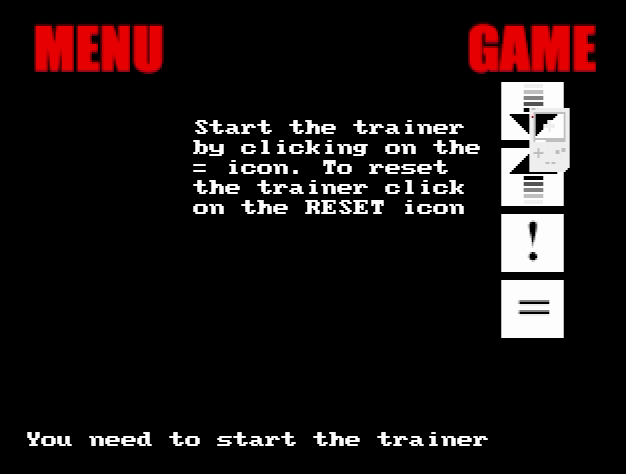 MENU
GAME
Start the trainer
by clicking on the
= icon. To reset
the trainer click
on the RESET icon
!
=
You need to start the trainer